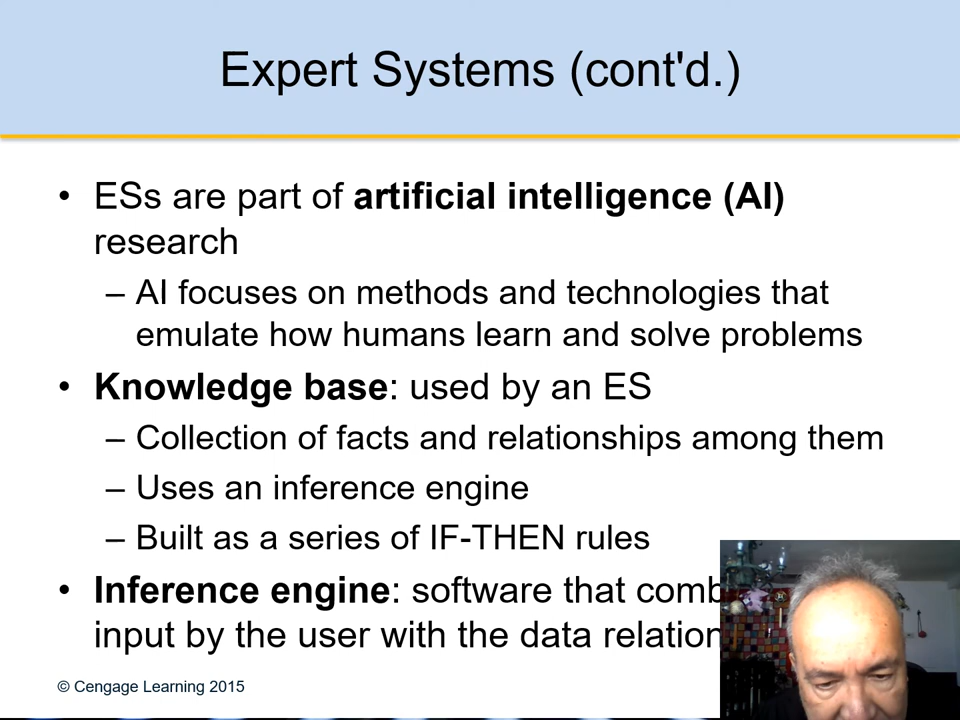 Expert Systems (cont'd.)
• ESs are part of artificial intelligence (AI)
research
– AI focuses on methods and technologies that
emulate how humans learn and solve problems
• Knowledge base: used by an ES
– Collection of facts and relationships among them
– Uses an inference engine
– Built as a series of IF-THEN rules
• Inference engine: software that comb
input by the user with the data relation
© Cengage Learning 2015